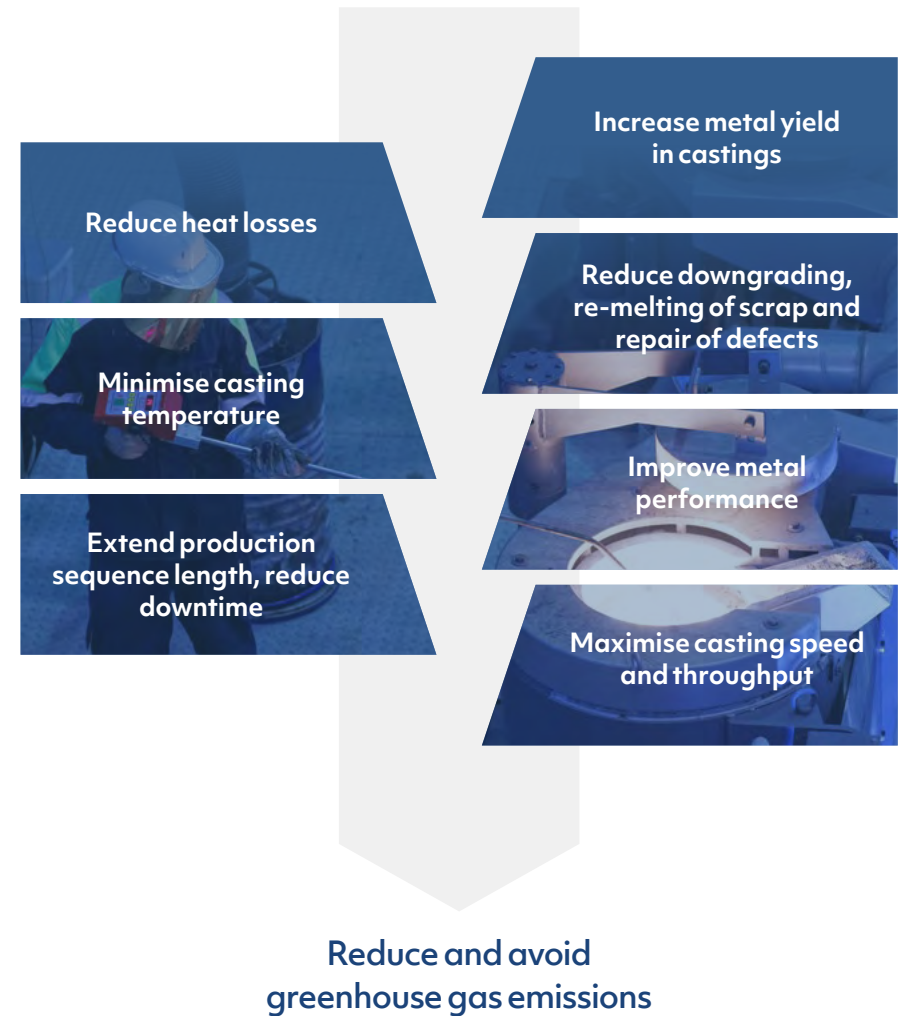 Reduce heat losses
Minimise casting
temperature
Extend production
sequence length, reduce
downtime
Increase metal yield
in castings
Reduce downgrading,
re-melting of scrap and
repair of defects
Improve metal
performance
Maximise casting speed
and throughput
Reduce and avoid
greenhouse gas emissions